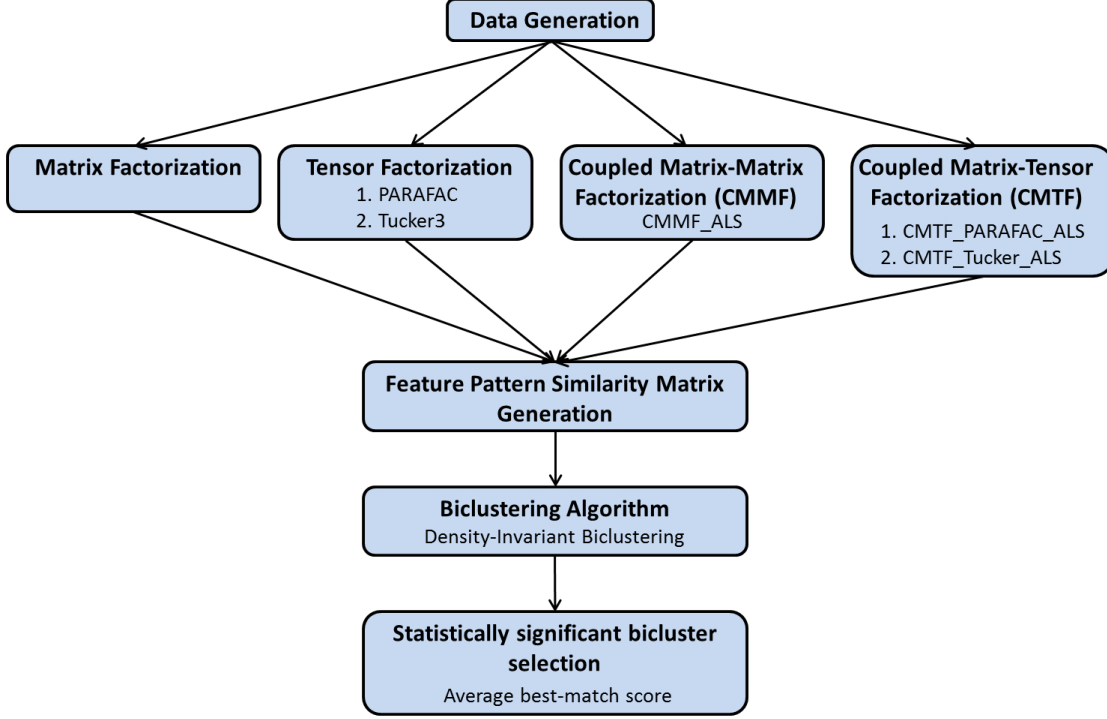 Data Generation
Matrix Factorization
Tensor Factorization
1. PARAFAC
2. Tucker3
Coupled Matrix-Matrix
Factorization (CMMF)
CMMF_ALS
Coupled Matrix-Tensor
Factorization (CMTF)
1. CMTF_PARAFAC_ALS
2. CMTF_Tucker_ALS
Feature Pattern Similarity Matrix
Generation
Biclustering Algorithm
Density-Invariant Biclustering
Statistically significant bicluster
selection
Average best-match score